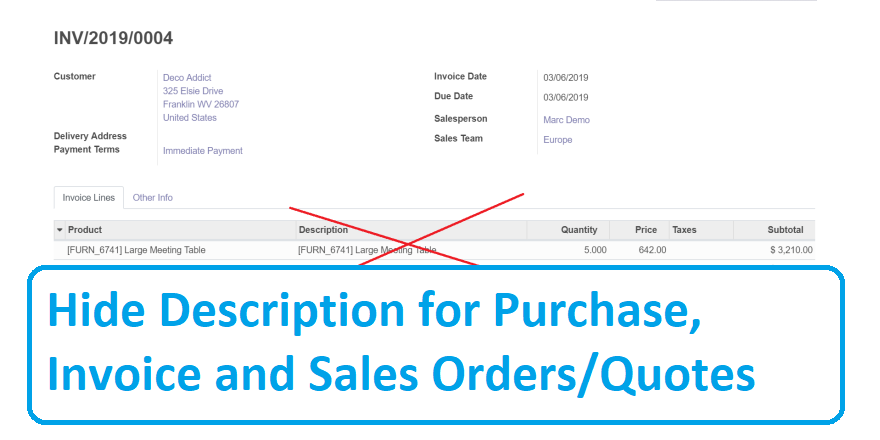 INV/2019/0004
Customer Deco Addict Invoice Date 03/06/2019
325 Elsie Drive
Franklin WV 26807 Due Date 03/06/2019
United States Salesperson Marc Demo
Delivery Address Sales Team Europe
Payment Terms Immediate Payment
Invoice Lines Other Info
Product Description Quantity Price Taxes Subtotal
[FURN_6741] Large Meeting Table [FURN_6741] Large Meeting Table 5.000 642.00 $ 3,210.00
Hide Description for Purchase,
Invoice and Sales Orders/Quotes